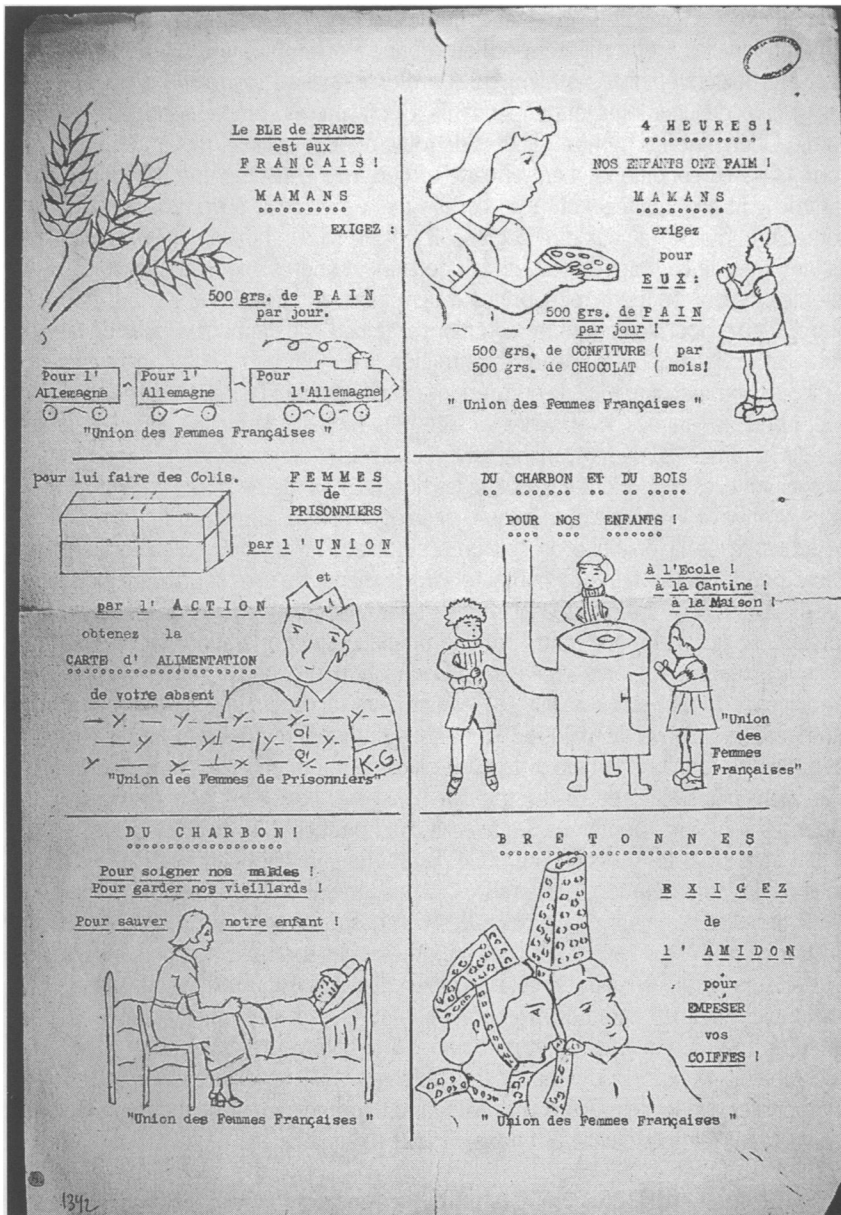 Le BLE de FRANCE
est aux
FRANCAIS !
MAMANS
EXIGEZ :
500 grs. de PAIN
par jour.
Pour l'
Allemagne
Pour l'
Allemagne
Pour
l'Allemagne
"Union des Femmes Françaises "
4 HEURES !
NOS ENFANTS ONT FAIM !
MAMANS
exigez
pour
EUX :
500 grs. de PAIN
par jour !
500 grs. de CONFITURE ( par
500 grs. de CHOCOLAT ( mois!
" Union des Femmes Françaises "
pour lui faire des Colis.
FEMMES
de
PRISONNIERS
par l'UNION
et
par l' ACTION
obtenez la
CARTE d' ALIMENTATION
de votre absent !
K.G
"Union des Femmes de Prisonniers"
DU CHARBON ET DU BOIS
POUR NOS ENFANTS !
à l'Ecole !
à la Cantine !
à la Maison !
"Union
des
Femmes
Françaises"
DU CHARBON !
Pour soigner nos malades !
Pour garder nos vieillards !
Pour sauver notre enfant !
"Union des Femmes Françaises "
BRETONNES
EXIGEZ
de
l' AMIDON
pour
EMPESER
vos
COIFFES !
" Union des Femmes Françaises "
1342